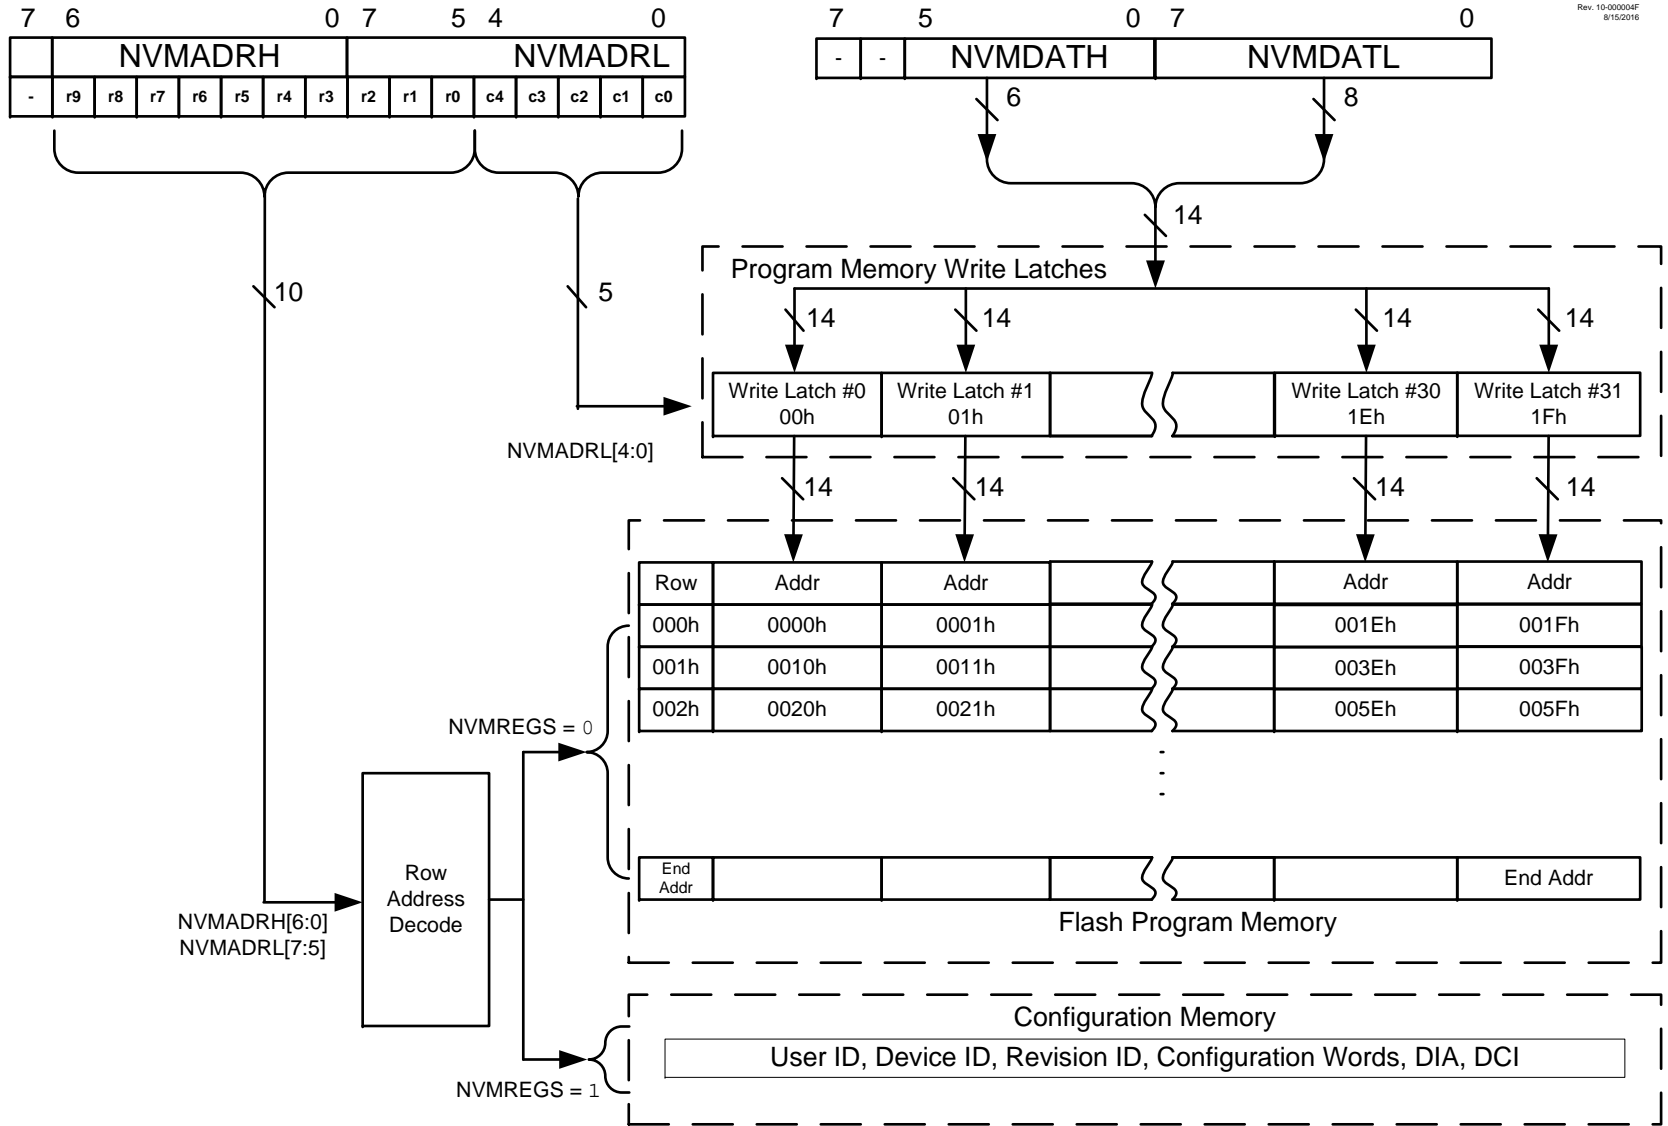 Rev. 10-000004F
8/15/2016
7 6 0 7 5 4 0
7 5 0 7 0
NVMADRH NVMADRL
- r9 r8 r7 r6 r5 r4 r3 r2 r1 r0 c4 c3 c2 c1 c0
- - NVMDATH NVMDATL
6 8
14
10 5
Program Memory Write Latches
14 14 14 14
Write Latch #0 Write Latch #1 Write Latch #30 Write Latch #31
00h 01h 1Eh 1Fh
NVMADRL[4:0]
14 14 14 14
Row Addr Addr Addr Addr
000h 0000h 0001h 001Eh 001Fh
001h 0010h 0011h 003Eh 003Fh
002h 0020h 0021h 005Eh 005Fh
NVMREGS = 0
End
Addr
End Addr
Flash Program Memory
Row
Address
Decode
NVMADRH[6:0]
NVMADRL[7:5]
Configuration Memory
User ID, Device ID, Revision ID, Configuration Words, DIA, DCI
NVMREGS = 1